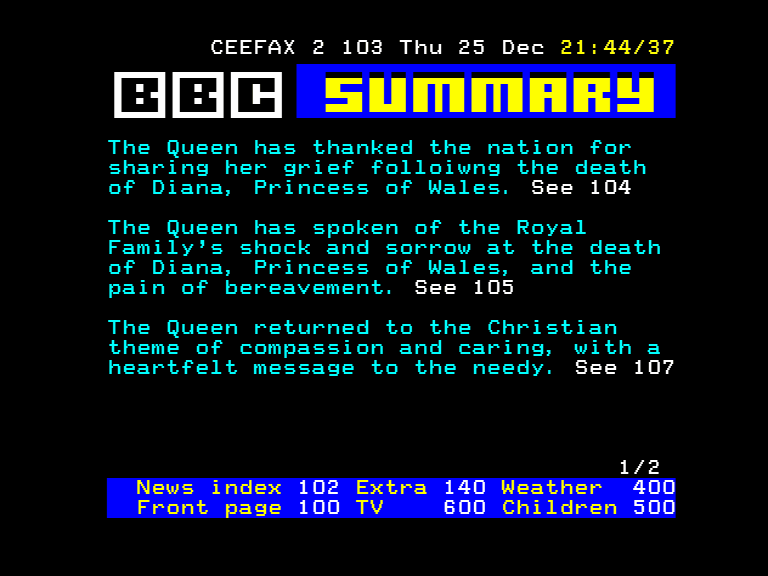 CEEFAX 2 103 Thu 25 Dec 21:44/37
BBC SUMMARY
The Queen has thanked the nation for
sharing her grief folloiwng the death
of Diana, Princess of Wales. See 104
The Queen has spoken of the Royal
Family's shock and sorrow at the death
of Diana, Princess of Wales, and the
pain of bereavement. See 105
The Queen returned to the Christian
theme of compassion and caring, with a
heartfelt message to the needy. See 107
1/2
News index 102 Extra 140 Weather 400
Front page 100 TV 600 Children 500